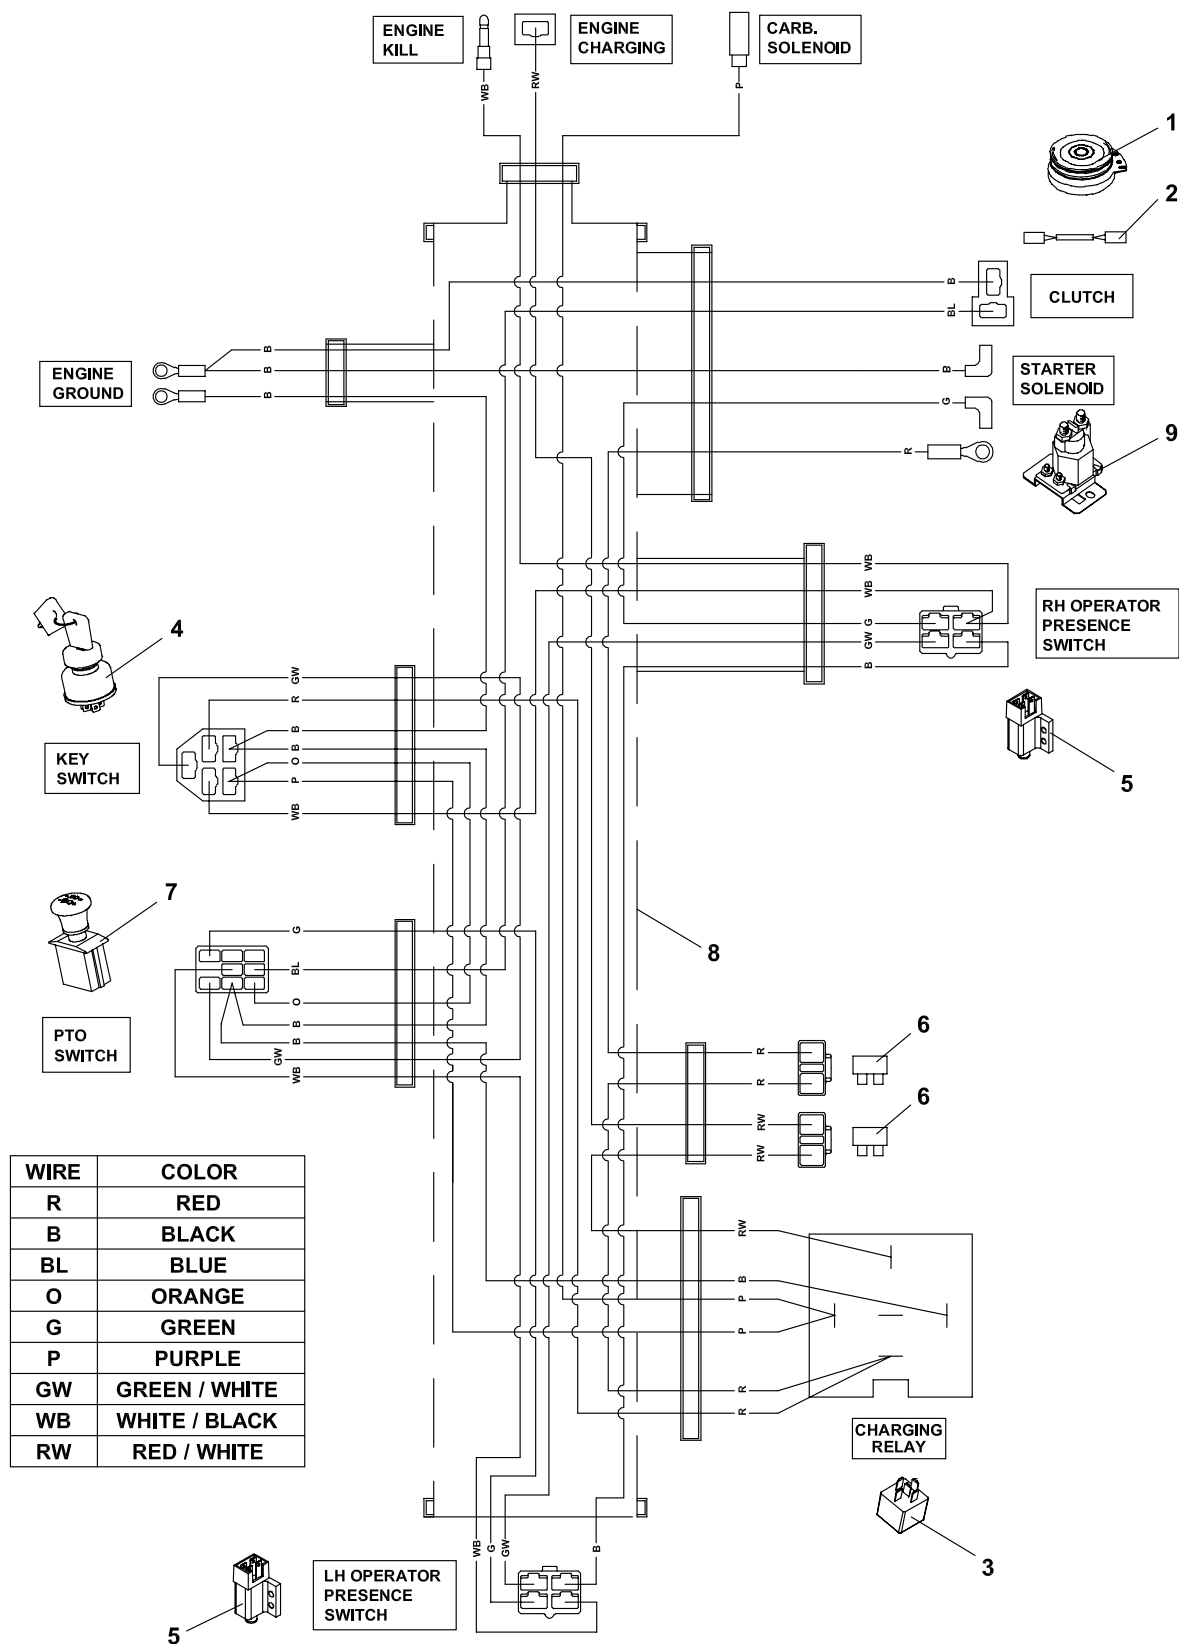 ENGINE
KILL
ENGINE
CHARGING
CARB.
SOLENOID
WB
RW
P
1
2
B
BL
CLUTCH
ENGINE
GROUND
B
B
B
B
G
R
STARTER
SOLENOID
9
WB
WB
G
GW
B
RH OPERATOR
PRESENCE
SWITCH
5
4
KEY
SWITCH
GW
R
B
B
O
P
WB
7
PTO
SWITCH
G
BL
O
B
B
GW
WB
8
R
R
RW
RW
6
6
WIRE COLOR
R RED
B BLACK
BL BLUE
O ORANGE
G GREEN
P PURPLE
GW GREEN / WHITE
WB WHITE / BLACK
RW RED / WHITE
RW
B
P
P
R
R
CHARGING
RELAY
3
WB
G
GW
B
LH OPERATOR
PRESENCE
SWITCH
5